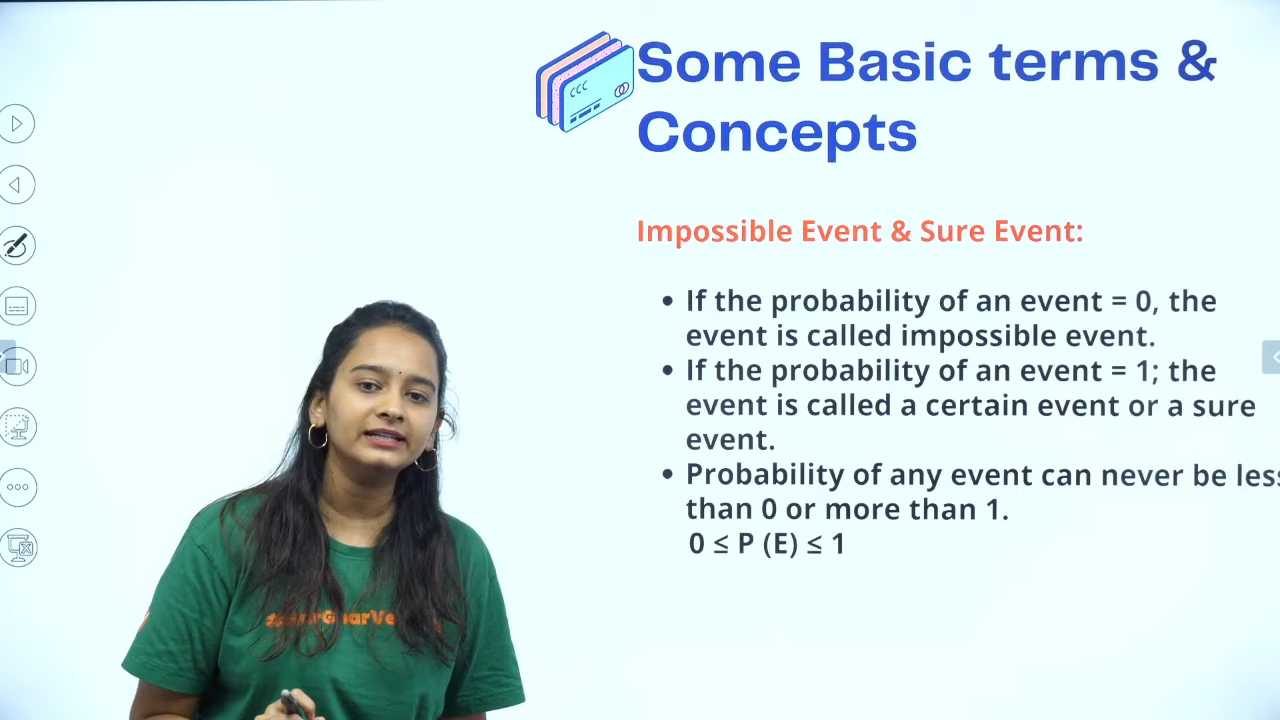 Some Basic terms &
Concepts
Impossible Event & Sure Event:
• If the probability of an event = 0, the
event is called impossible event.
• If the probability of an event = 1; the
event is called a certain event or a sure
event.
• Probability of any event can never be less
than 0 or more than 1.
0 ≤ P (E) ≤ 1